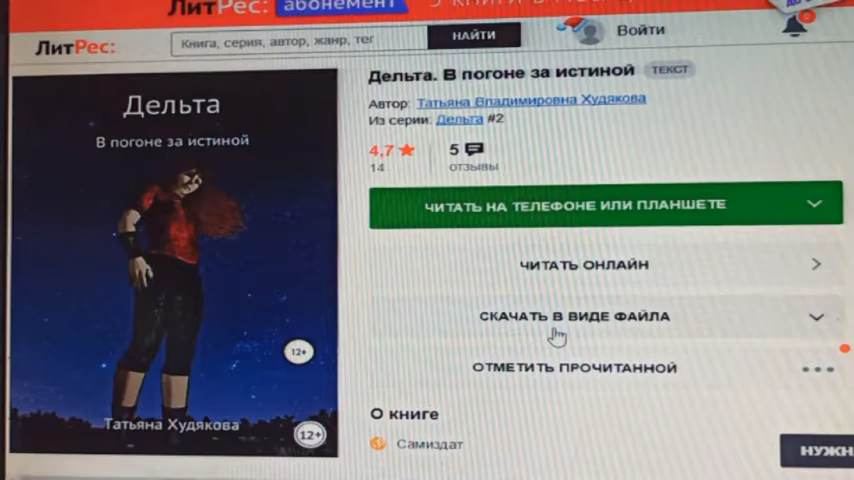 ЛитРес: абонемент
ЛитРес:
Книга, серия, автор, жанр, тег
НАЙТИ
Войти
Дельта
В погоне за истиной
12+
Татьяна Худякова
12+
Дельта. В погоне за истиной ТЕКСТ
Автор: Татьяна Владимировна Худякова
Из серии: Дельта #2
4,7 5
14 ОТЗЫВЫ
ЧИТАТЬ НА ТЕЛЕФОНЕ ИЛИ ПЛАНШЕТЕ
ЧИТАТЬ ОНЛАЙН
СКАЧАТЬ В ВИДЕ ФАЙЛА
ОТМЕТИТЬ ПРОЧИТАННОЙ
О книге
Самиздат
НУЖН